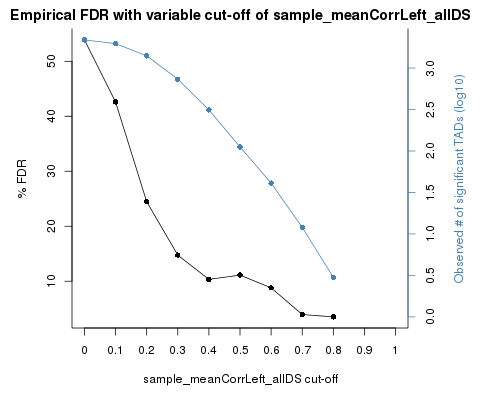 Empirical FDR with variable cut-off of sample_meanCorrLeft_allDS
% FDR
50
40
30
20
10
3.0
2.5
2.0
1.5
1.0
0.5
0.0
Observed # of significant TADs (log10)
0 0.1 0.2 0.3 0.4 0.5 0.6 0.7 0.8 0.9 1
sample_meanCorrLeft_allDS cut-off